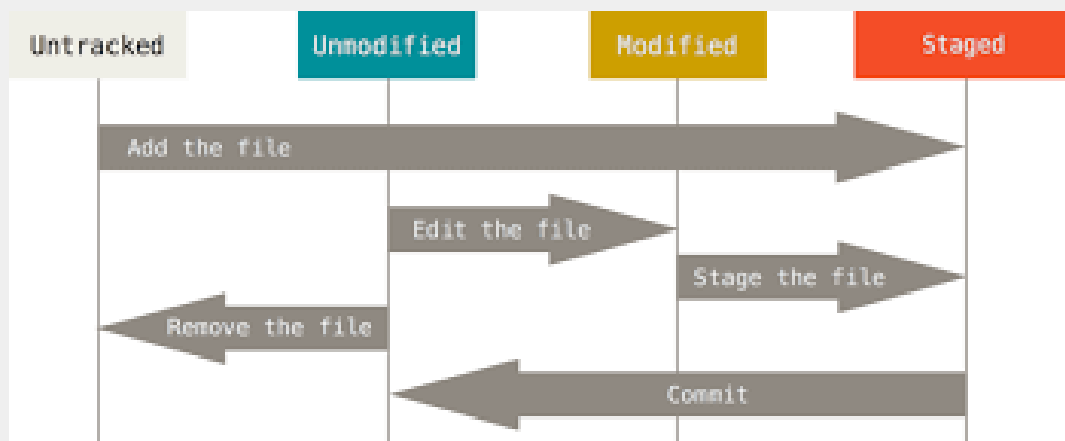 Untracked
Unmodified
Modified
Staged
Add the file
Edit the file
Stage the file
Remove the file
Commit